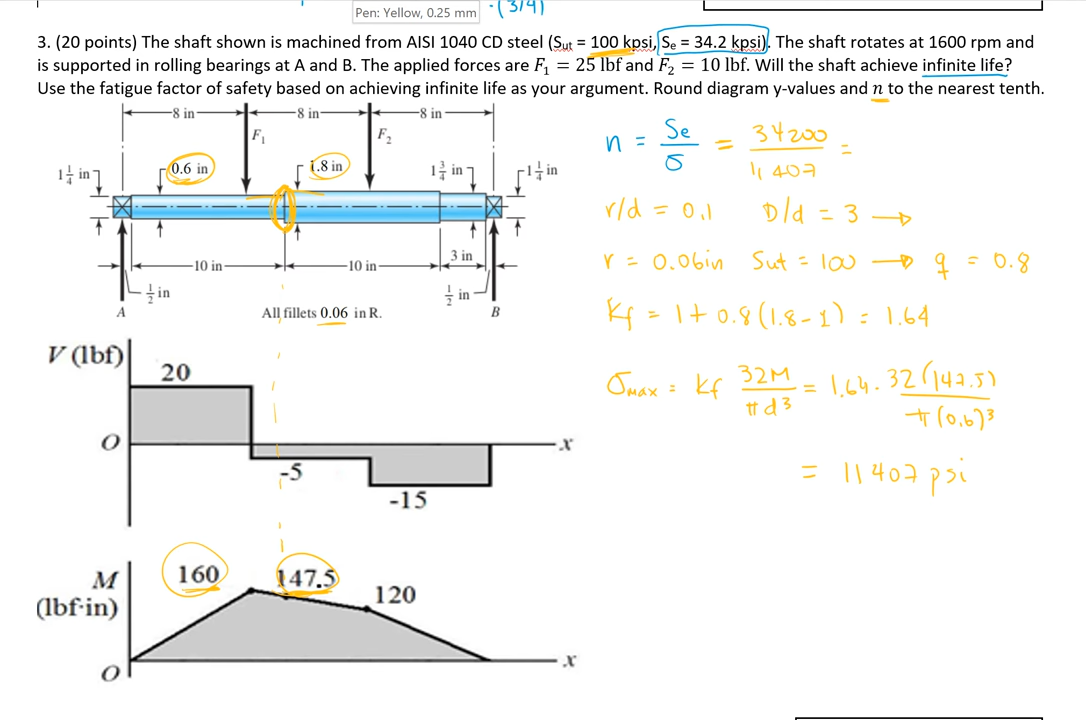 Pen: Yellow, 0.25 mm
·(3/4)
3. (20 points) The shaft shown is machined from AISI 1040 CD steel (Sut = 100 kpsi, Se = 34.2 kpsi). The shaft rotates at 1600 rpm and
is supported in rolling bearings at A and B. The applied forces are F₁ = 25 lbf and F₂ = 10 lbf. Will the shaft achieve infinite life?
Use the fatigue factor of safety based on achieving infinite life as your argument. Round diagram y-values and n to the nearest tenth.
8 in
8 in
8 in
F₁
F₂
1 1/4 in
0.6 in
1.8 in
1 3/4 in
1 1/4 in
10 in
10 in
3 in
1/2 in
1/2 in
A
All fillets 0.06 in R.
B
n = Se/σ = 34200/11407 =
r/d = 0.1 D/d = 3 →
r = 0.06in Sut = 100 → q = 0.8
Kf = 1 + 0.8(1.8-1) = 1.64
σmax = Kf 32M/πd³ = 1.64 · 32(147.5)/π(0.6)³
= 11407 psi
V (lbf)
20
O
x
-5
-15
M
(lbf·in)
160
147.5
120
O
x